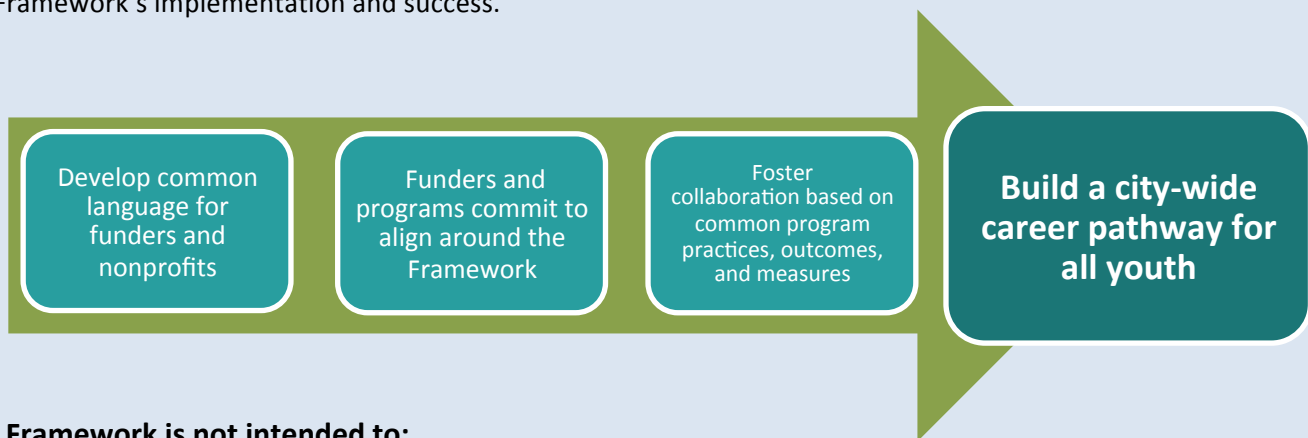 Framework's implementation and success.
Develop common
language for
funders and
nonprofits
Funders and
programs commit to
align around the
Framework
Foster
collaboration based on
common program
practices, outcomes,
and measures
Build a city-wide
career pathway for
all youth
Framework is not intended to: